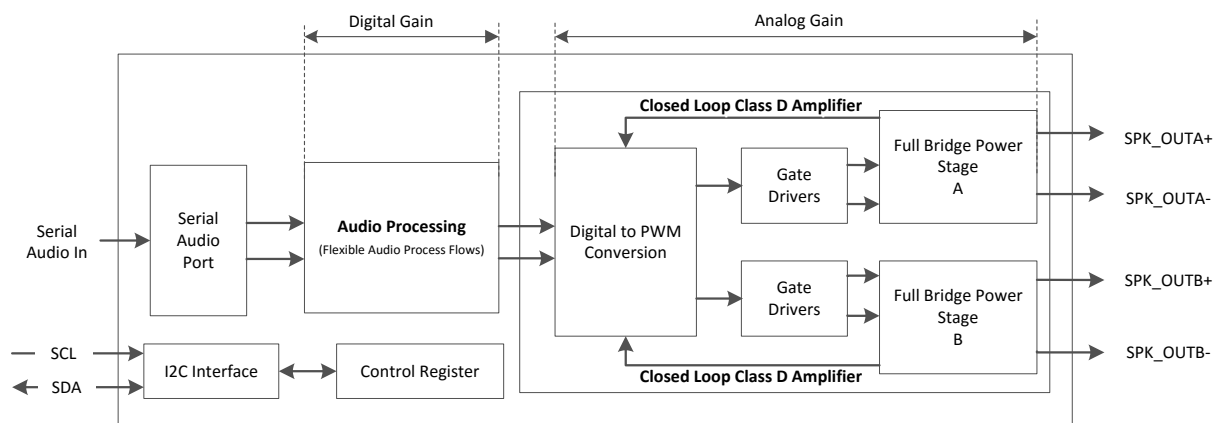 Digital Gain
Analog Gain
Closed Loop Class D Amplifier
Serial
Audio In
Serial
Audio
Port
Audio Processing
(Flexible Audio Process Flows)
Digital to PWM
Conversion
Gate
Drivers
Full Bridge Power
Stage
A
SPK_OUTA+
SPK_OUTA-
Gate
Drivers
Full Bridge Power
Stage
B
SPK_OUTB+
SPK_OUTB-
Closed Loop Class D Amplifier
SCL
SDA
I2C Interface
Control Register